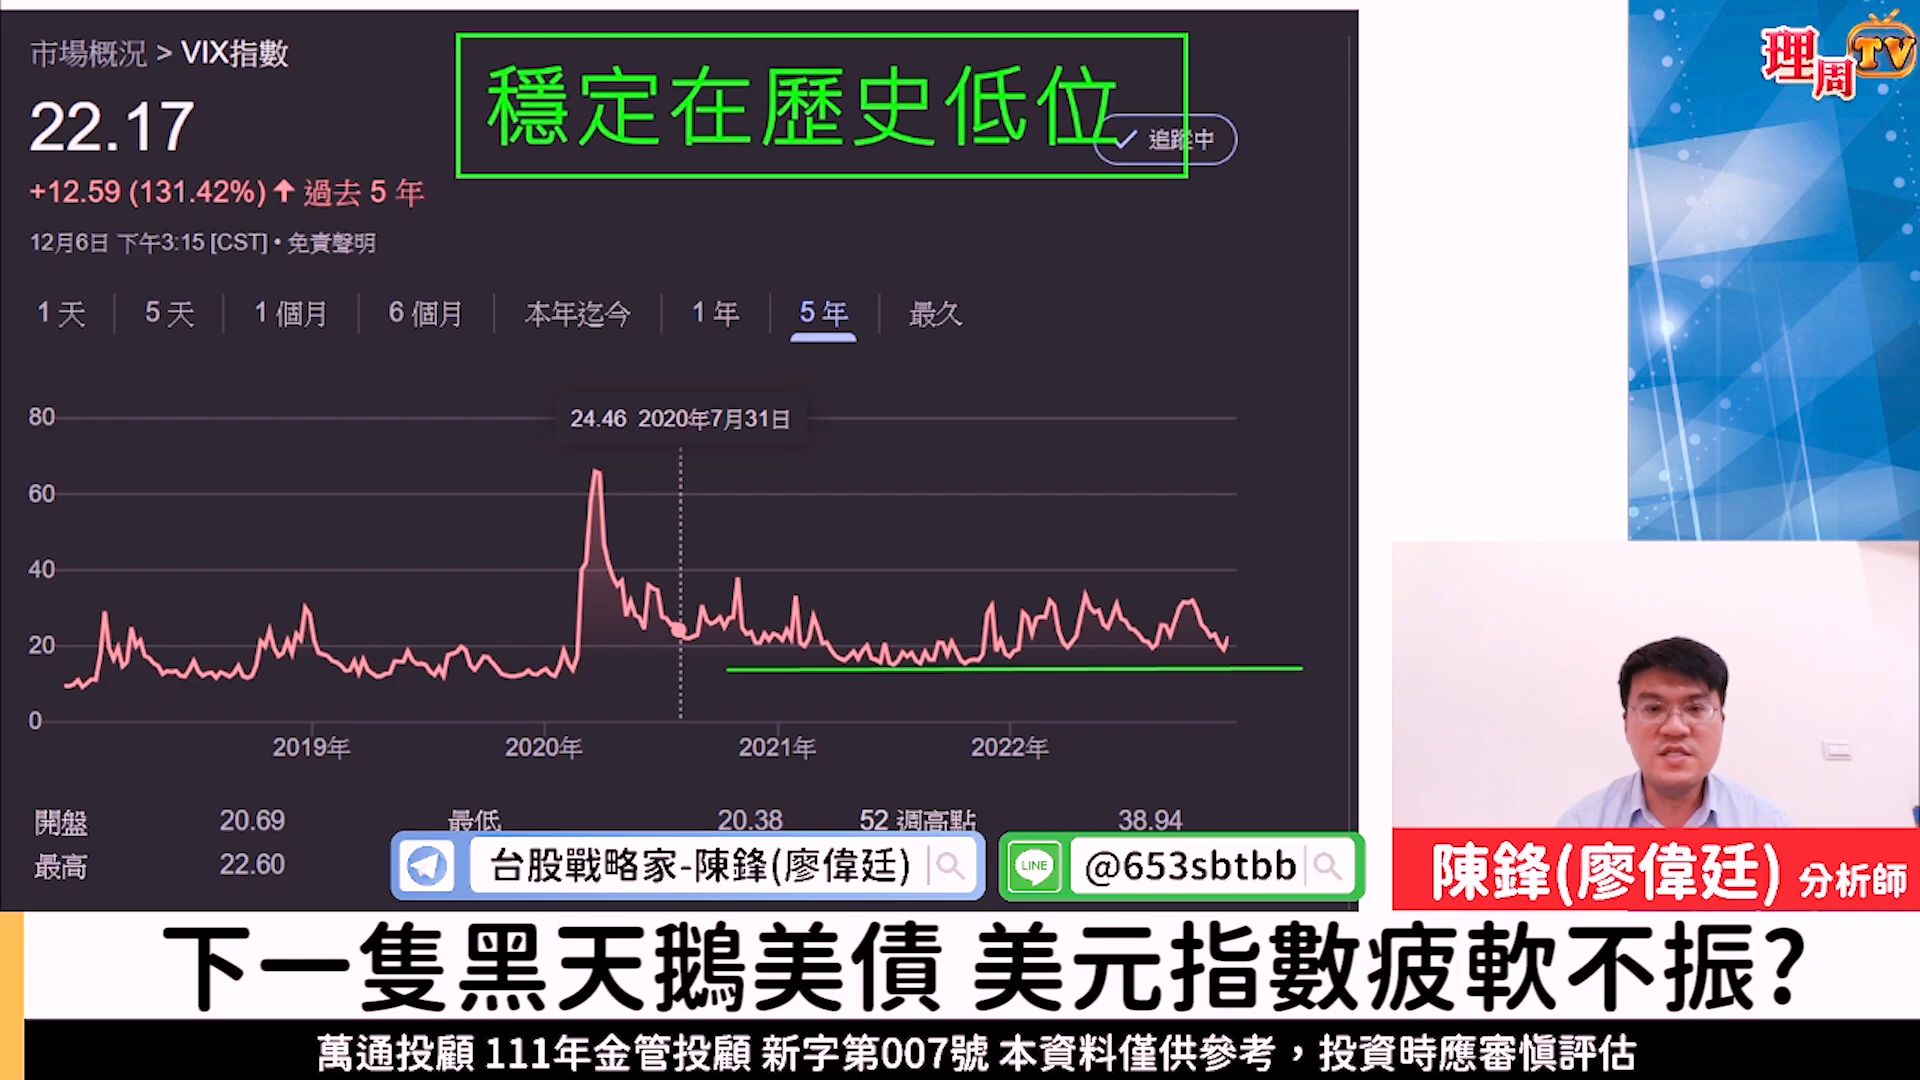 市場概況 > VIX指數
穩定在歷史低位
理周TV
22.17
追蹤中
+12.59 (131.42%) ↑ 過去 5 年
12月6日 下午3:15 [CST] • 免責聲明
1 天 5 天 1 個月 6 個月 本年迄今 1 年 5 年 最久
24.46 2020年7月31日
80
60
40
20
0
2019年 2020年 2021年 2022年
開盤 20.69 最低 20.38 52 週高點 38.94
最高 22.60
台股戰略家-陳鋒(廖偉廷)
LINE @653sbtbb
陳鋒(廖偉廷) 分析師
下一隻黑天鵝美債 美元指數疲軟不振?
萬通投顧 111年金管投顧 新字第007號 本資料僅供參考，投資時應審慎評估